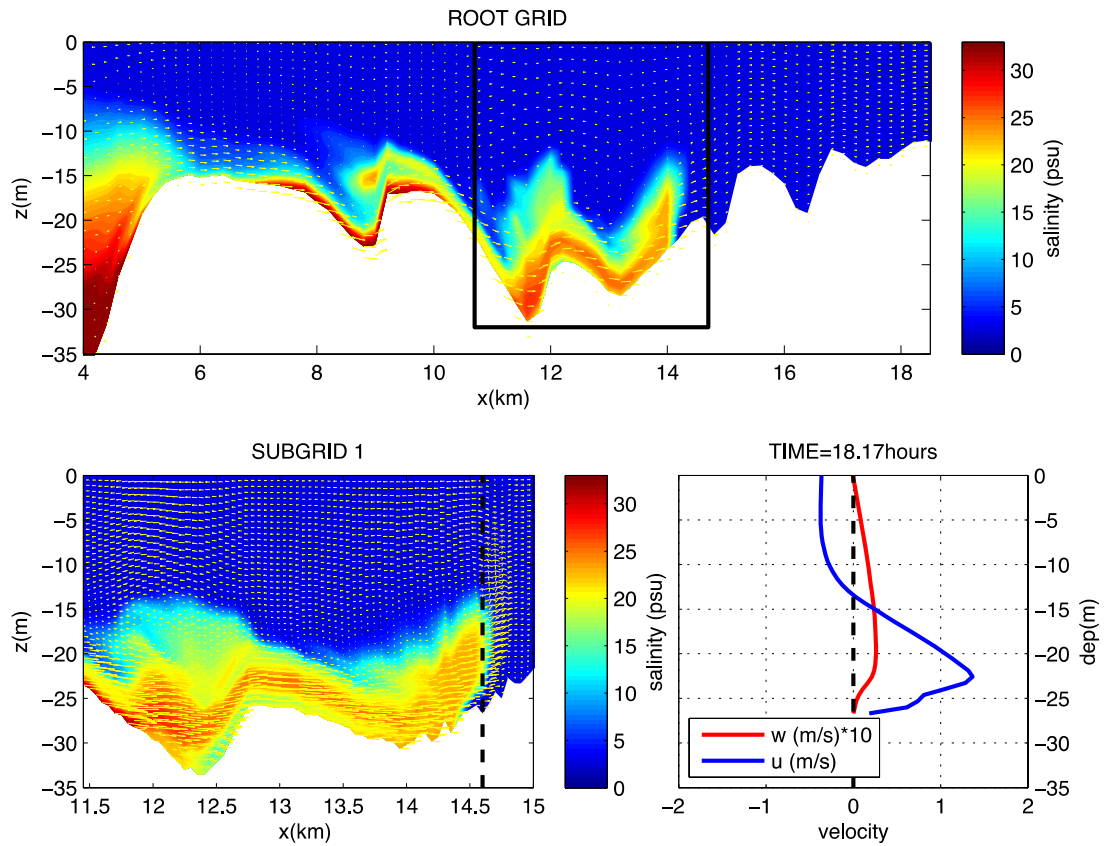 ROOT GRID
0
−5
−10
−15
−20
−25
−30
−35
z(m)
4 6 8 10 12 14 16 18
x(km)
30
25
20
15
10
5
0
salinity (psu)
SUBGRID 1
0
−5
−10
−15
−20
−25
−30
−35
z(m)
11.5 12 12.5 13 13.5 14 14.5 15
x(km)
30
25
20
15
10
5
0
salinity (psu)
TIME=18.17hours
0
−5
−10
−15
−20
−25
−30
−35
dep(m)
w (m/s)*10
u (m/s)
−2 −1 0 1 2
velocity